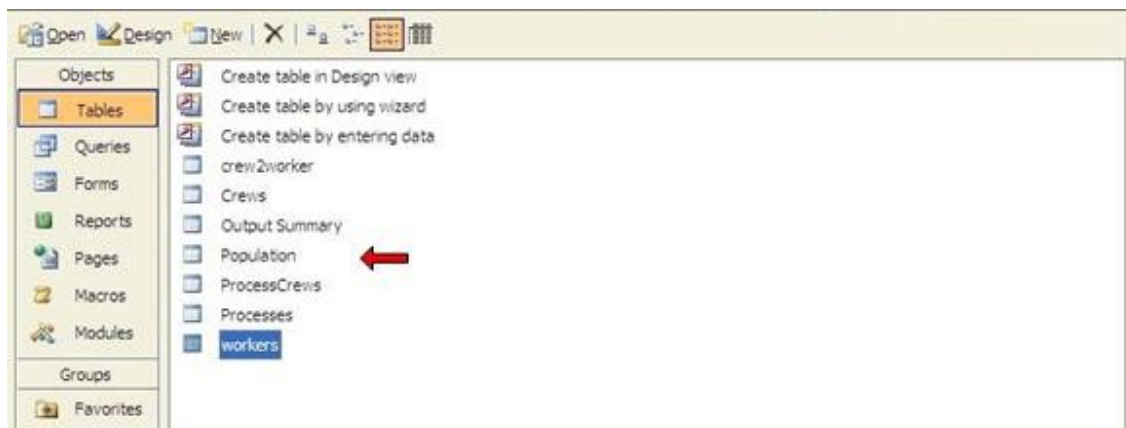 Open Design New
Objects
Tables
Queries
Forms
Reports
Pages
Macros
Modules
Groups
Favorites
Create table in Design view
Create table by using wizard
Create table by entering data
crew2worker
Crews
Output Summary
Population
ProcessCrews
Processes
workers